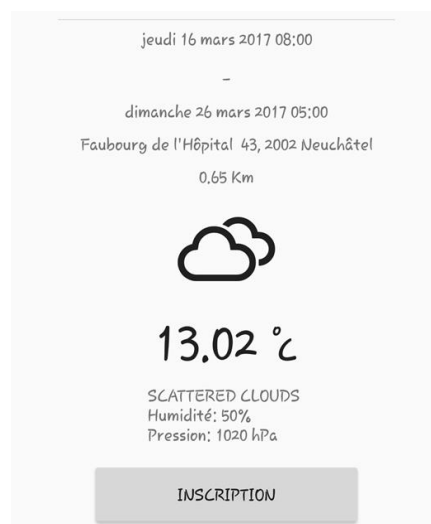 jeudi 16 mars 2017 08:00
–
dimanche 26 mars 2017 05:00
Faubourg de l'Hôpital 43, 2002 Neuchâtel
0.65 Km
13.02 °c
SCATTERED CLOUDS
Humidité: 50%
Pression: 1020 hPa
INSCRIPTION